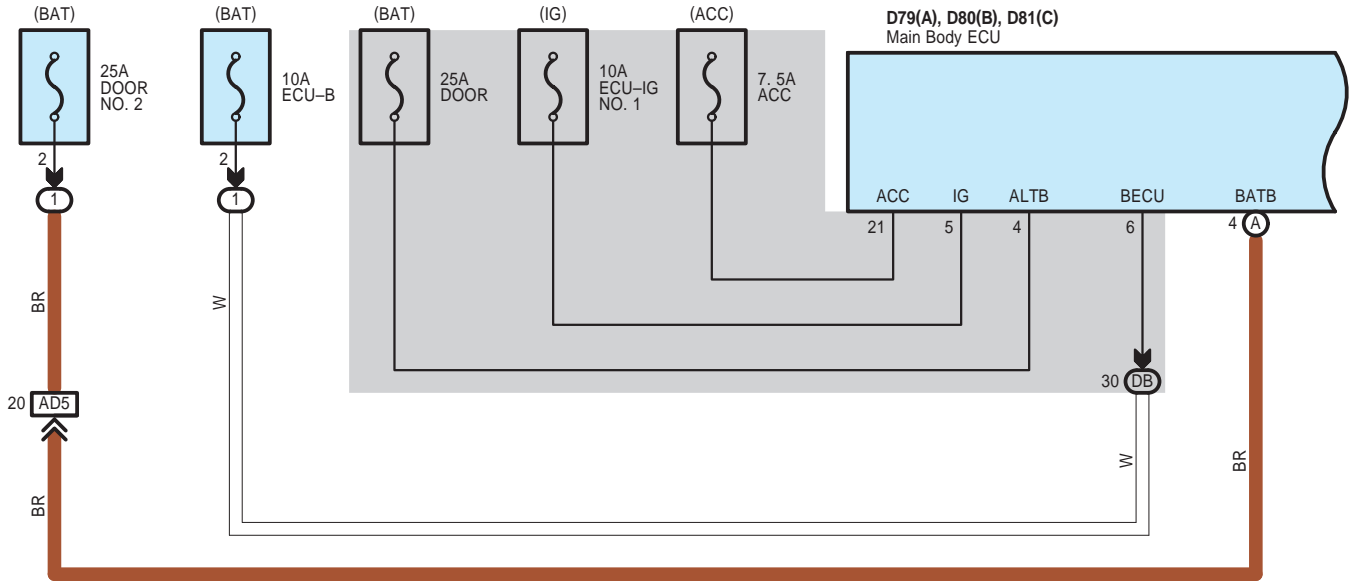 (BAT)
(BAT)
(BAT)
(IG)
(ACC)
D79(A), D80(B), D81(C)
Main Body ECU
25A
DOOR
NO. 2
10A
ECU–B
25A
DOOR
10A
ECU–IG
NO. 1
7. 5A
ACC
2
1
2
1
ACC
IG
ALTB
BECU
BATB
21
5
4
6
4
A
BR
W
30
DB
20
AD5
BR
W
BR